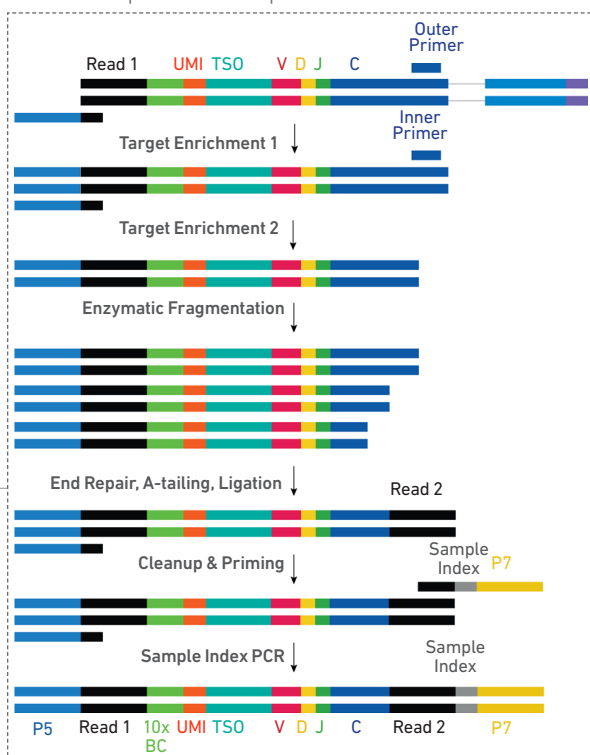 Outer
Primer
Read 1 UMI TSO V D J C
Inner
Primer
Target Enrichment 1
Target Enrichment 2
Enzymatic Fragmentation
End Repair, A-tailing, Ligation
Read 2
Cleanup & Priming
Sample
Index P7
Sample Index PCR
Sample
Index
P5 Read 1 10x UMI TSO V D J C Read 2 P7
BC